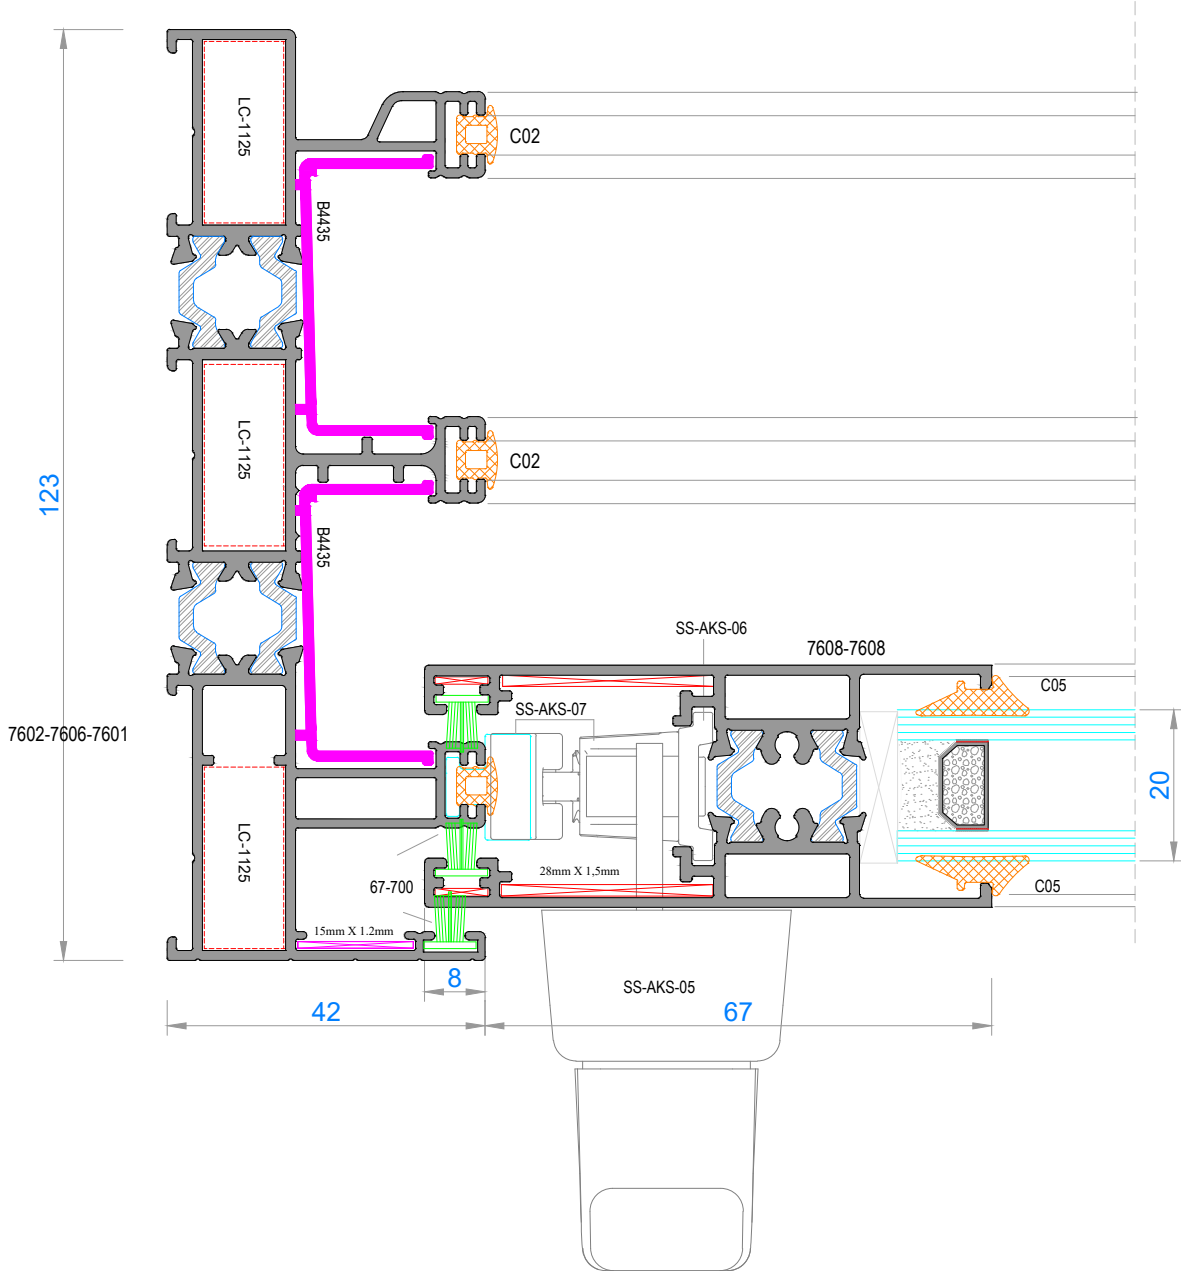 LC-1125
C02
B4435
LC-1125
C02
123
B4435
SS-AKS-06
7608-7608
C05
SS-AKS-07
7602-7606-7601
20
LC-1125
28mm X 1,5mm
67-700
C05
15mm X 1.2mm
8
SS-AKS-05
42
67